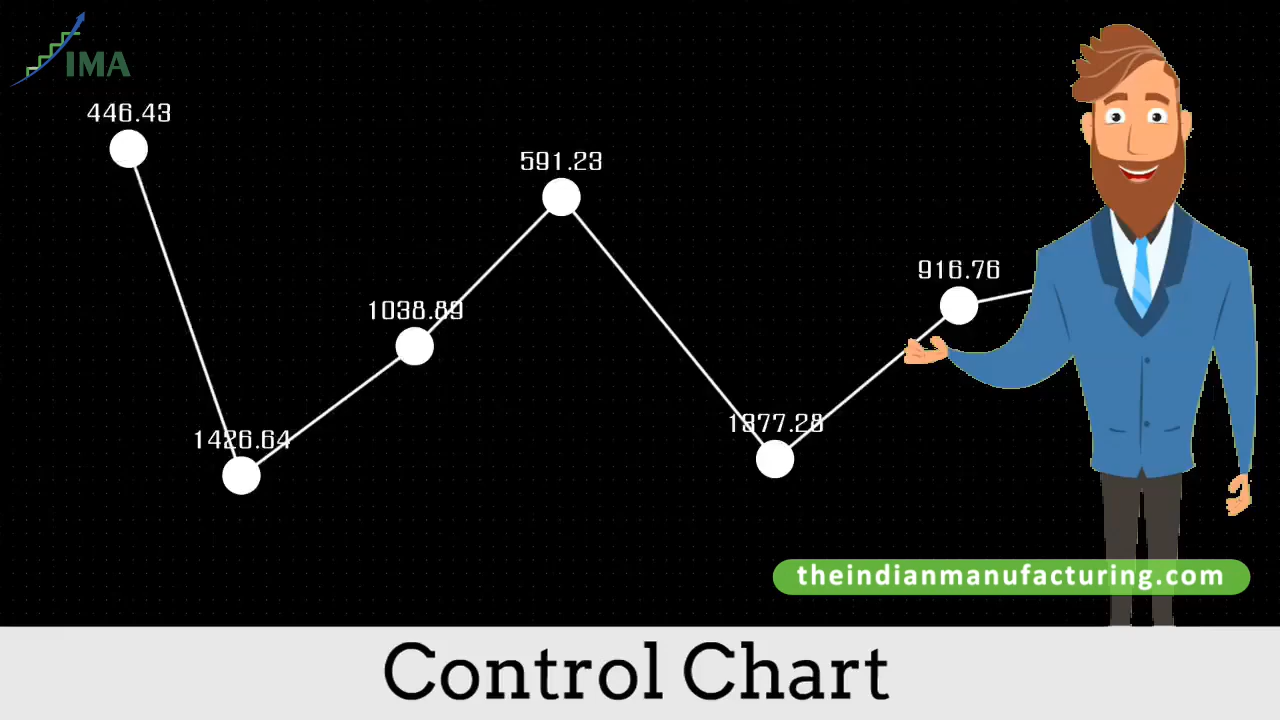 IMA
446.43
591.23
916.76
1038.89
1377.28
1426.64
theindianmanufacturing.com
Control Chart